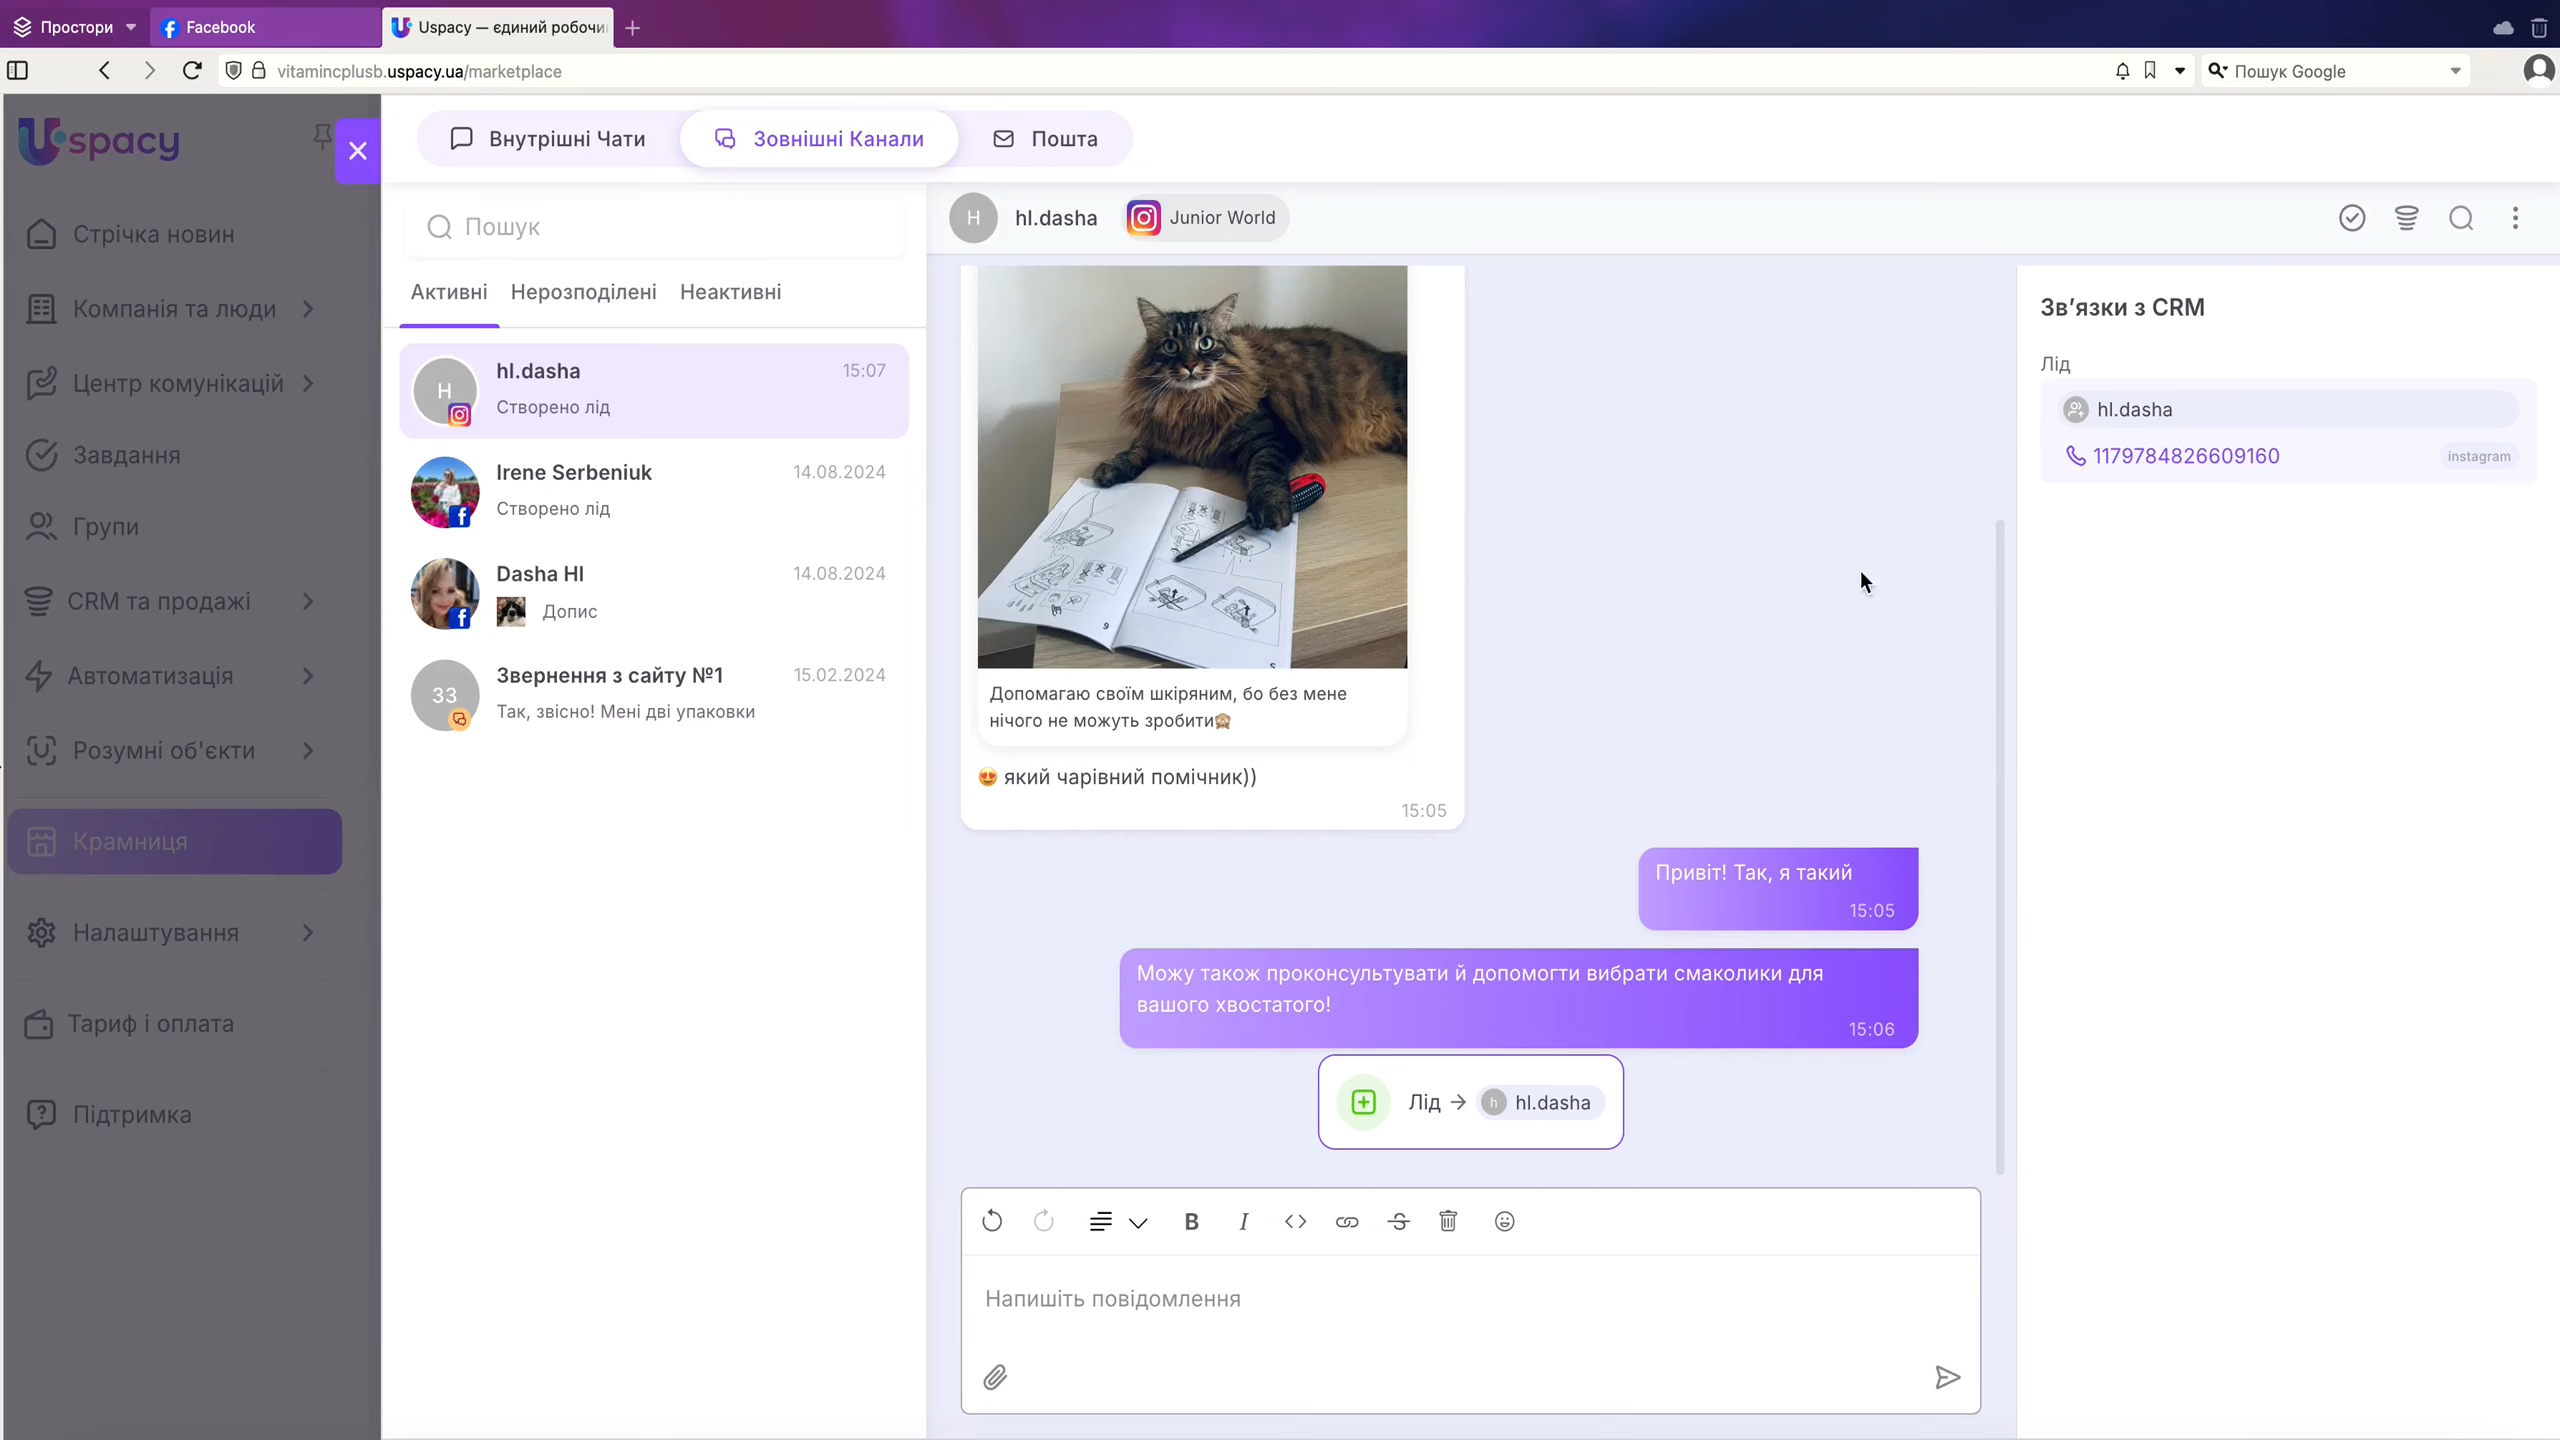 Простори
Facebook
Uspacy — єдиний робочи
vitamincplusb.uspacy.ua/marketplace
Пошук Google
Uspacy
Стрічка новин
Компанія та люди
Центр комунікацій
Завдання
Групи
CRM та продажі
Автоматизація
Розумні об'єкти
Крамниця
Налаштування
Тариф і оплата
Підтримка
Внутрішні Чати
Зовнішні Канали
Пошта
Пошук
Активні
Нерозподілені
Неактивні
H
hl.dasha
15:07
Створено лід
Irene Serbeniuk
14.08.2024
Створено лід
Dasha Hl
14.08.2024
Допис
ЗЗ
Звернення з сайту №1
15.02.2024
Так, звісно! Мені дві упаковки
H
hl.dasha
Junior World
Допомагаю своїм шкіряним, бо без мене
нічого не можуть зробити🙈
😍 який чарівний помічник))
15:05
Привіт! Так, я такий
15:05
Можу також проконсультувати й допомогти вибрати смаколики для
вашого хвостатого!
15:06
Лід → h hl.dasha
B
I
Напишіть повідомлення
Зв’язки з CRM
Лід
hl.dasha
1179784826609160
instagram